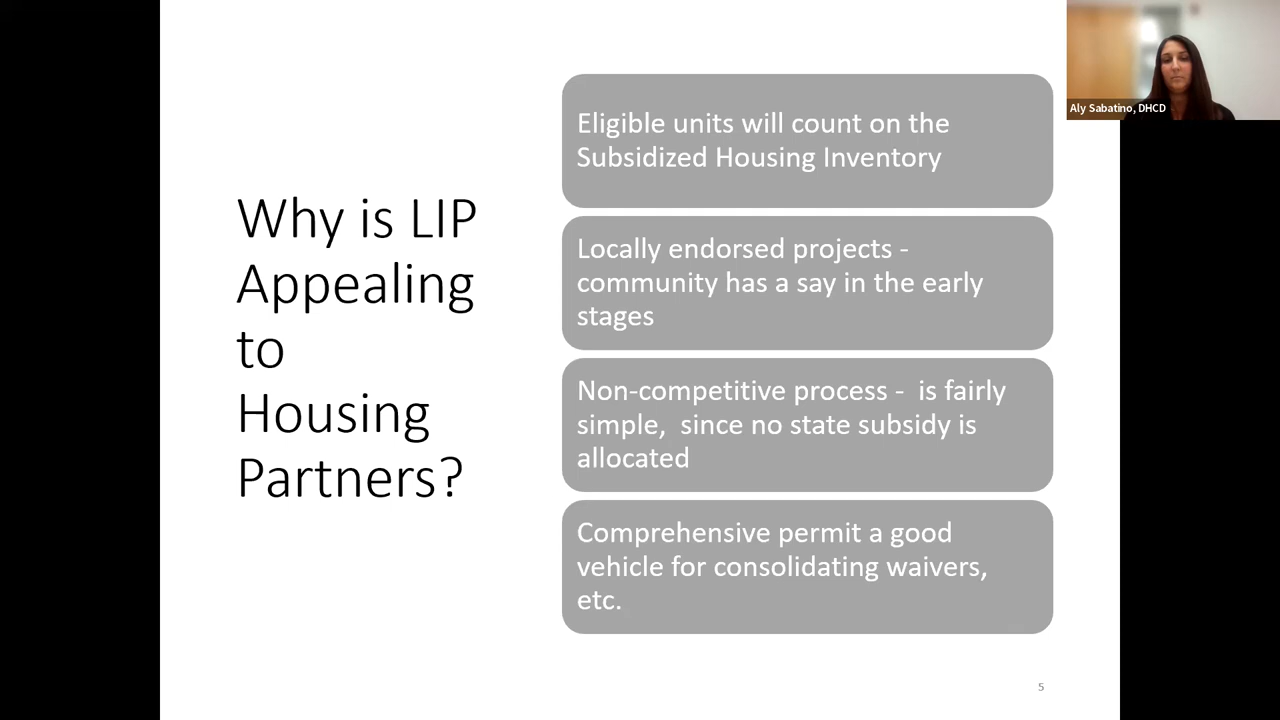 Why is LIP
Appealing
to
Housing
Partners?
Eligible units will count on the
Subsidized Housing Inventory
Locally endorsed projects -
community has a say in the early
stages
Non-competitive process -  is fairly
simple,  since no state subsidy is
allocated
Comprehensive permit a good
vehicle for consolidating waivers,
etc.
5
Aly Sabatino, DHCD